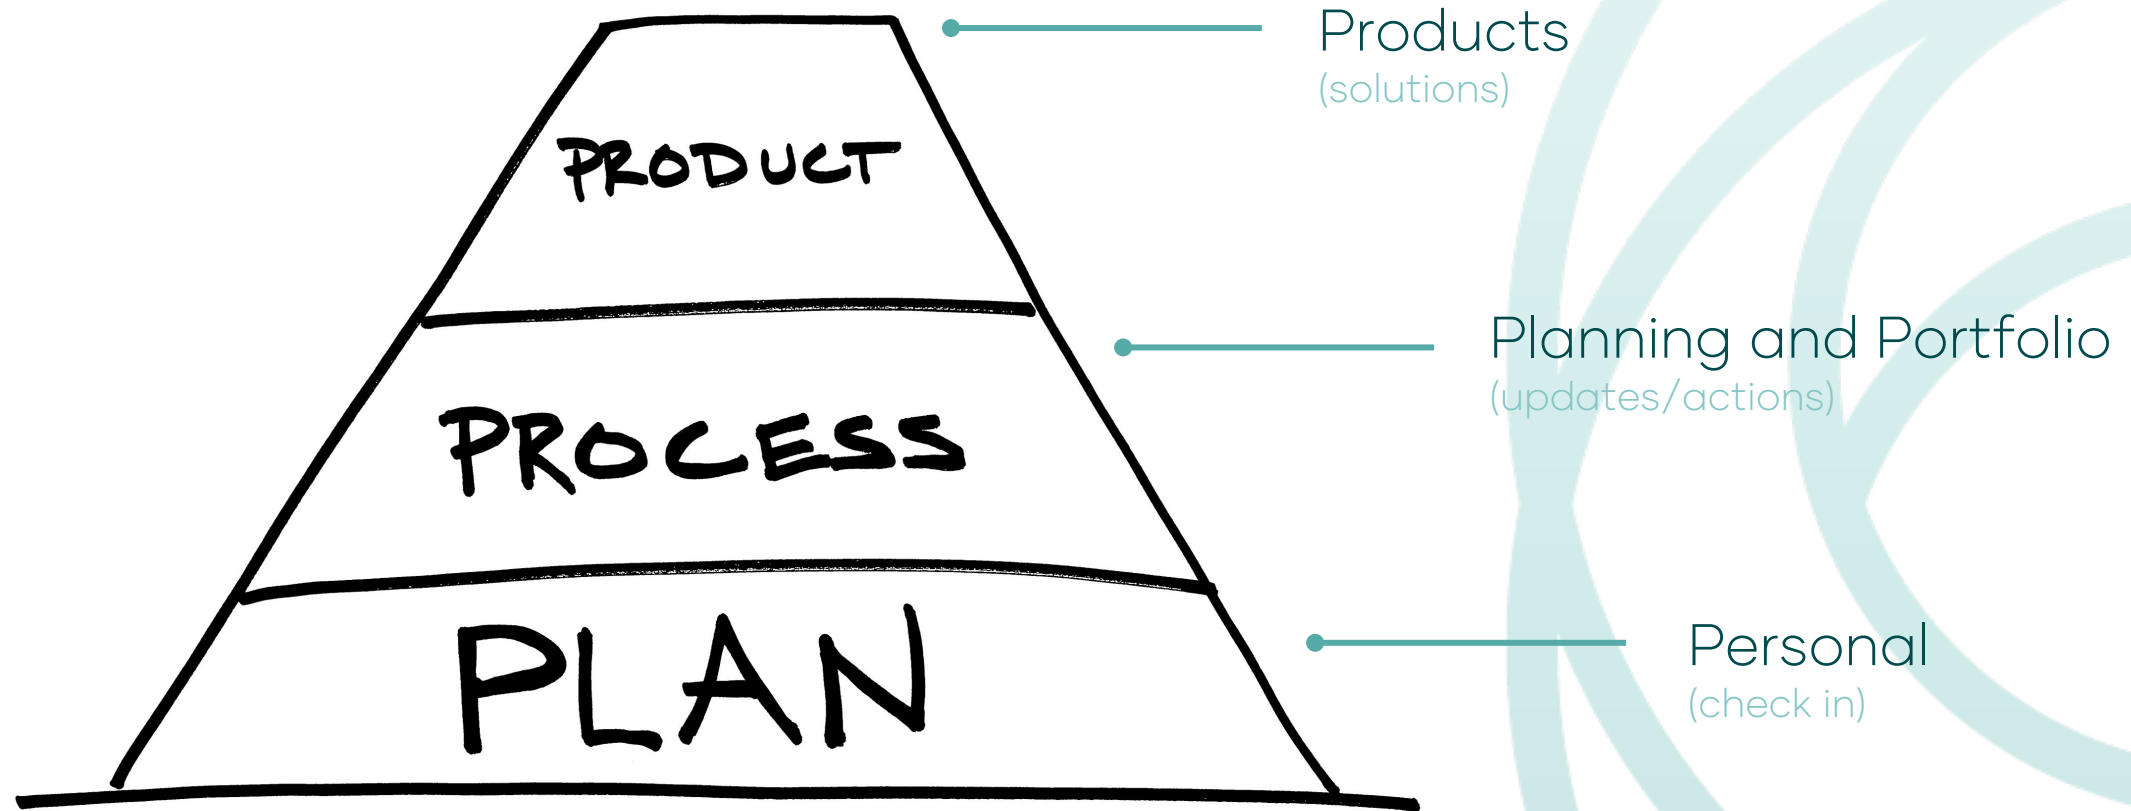 Products
(solutions)
PRODUCT
Planning and Portfolio
(updates/actions)
PROCESS
Personal
(check in)
PLAN